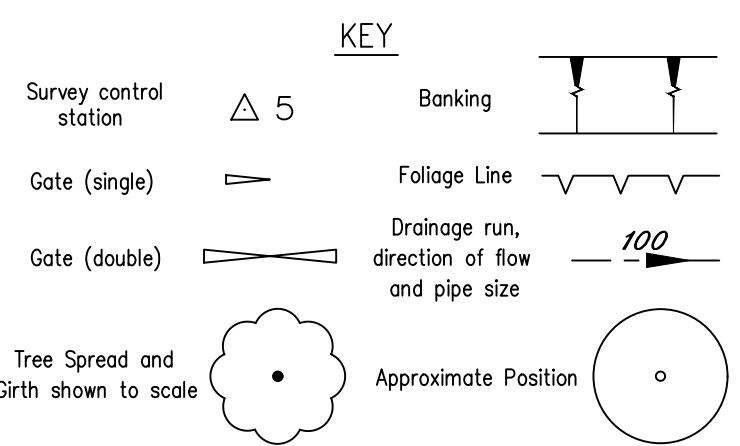 KEY
Survey control
station
5
Banking
Gate (single)
Foliage Line
Gate (double)
Drainage run,
direction of flow
and pipe size
100
Tree Spread and
Girth shown to scale
Approximate Position